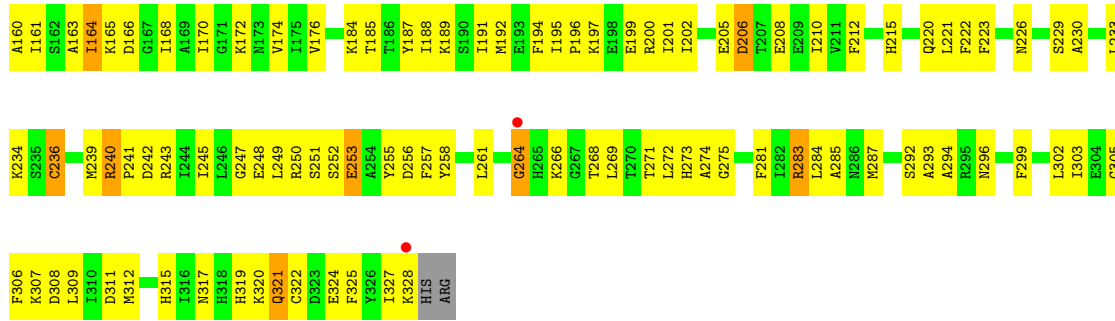 A160 I161 S162 A163 I164 K165 D166 G167 I168 A169 I170 G171 K172 N173 V174 I175 V176 K184 T185 T186 Y187 I188 K189 S190 I191 M192 E193 F194 I195 P196 K197 E198 E199 R200 I201 I202 E205 D206 T207 E208 E209 I210 V211 F212 H215 Q220 L221 F222 F223 N226 S229 A230 L233
K234 S235 C236 M239 R240 P241 D242 R243 I244 I245 L246 G247 E248 L249 R250 S251 S252 E253 A254 Y255 D256 F257 Y258 L261 G264 H265 K266 G267 T268 L269 T270 T271 L272 H273 A274 G275 F281 I282 R283 L284 A285 N286 M287 S292 A293 A294 R295 N296 F299 L302 I303 E304
F306 K307 D308 L309 I310 D311 M312 H315 I316 N317 H318 H319 K320 Q321 C322 D323 E324 F325 Y326 I327 K328 HIS ARG